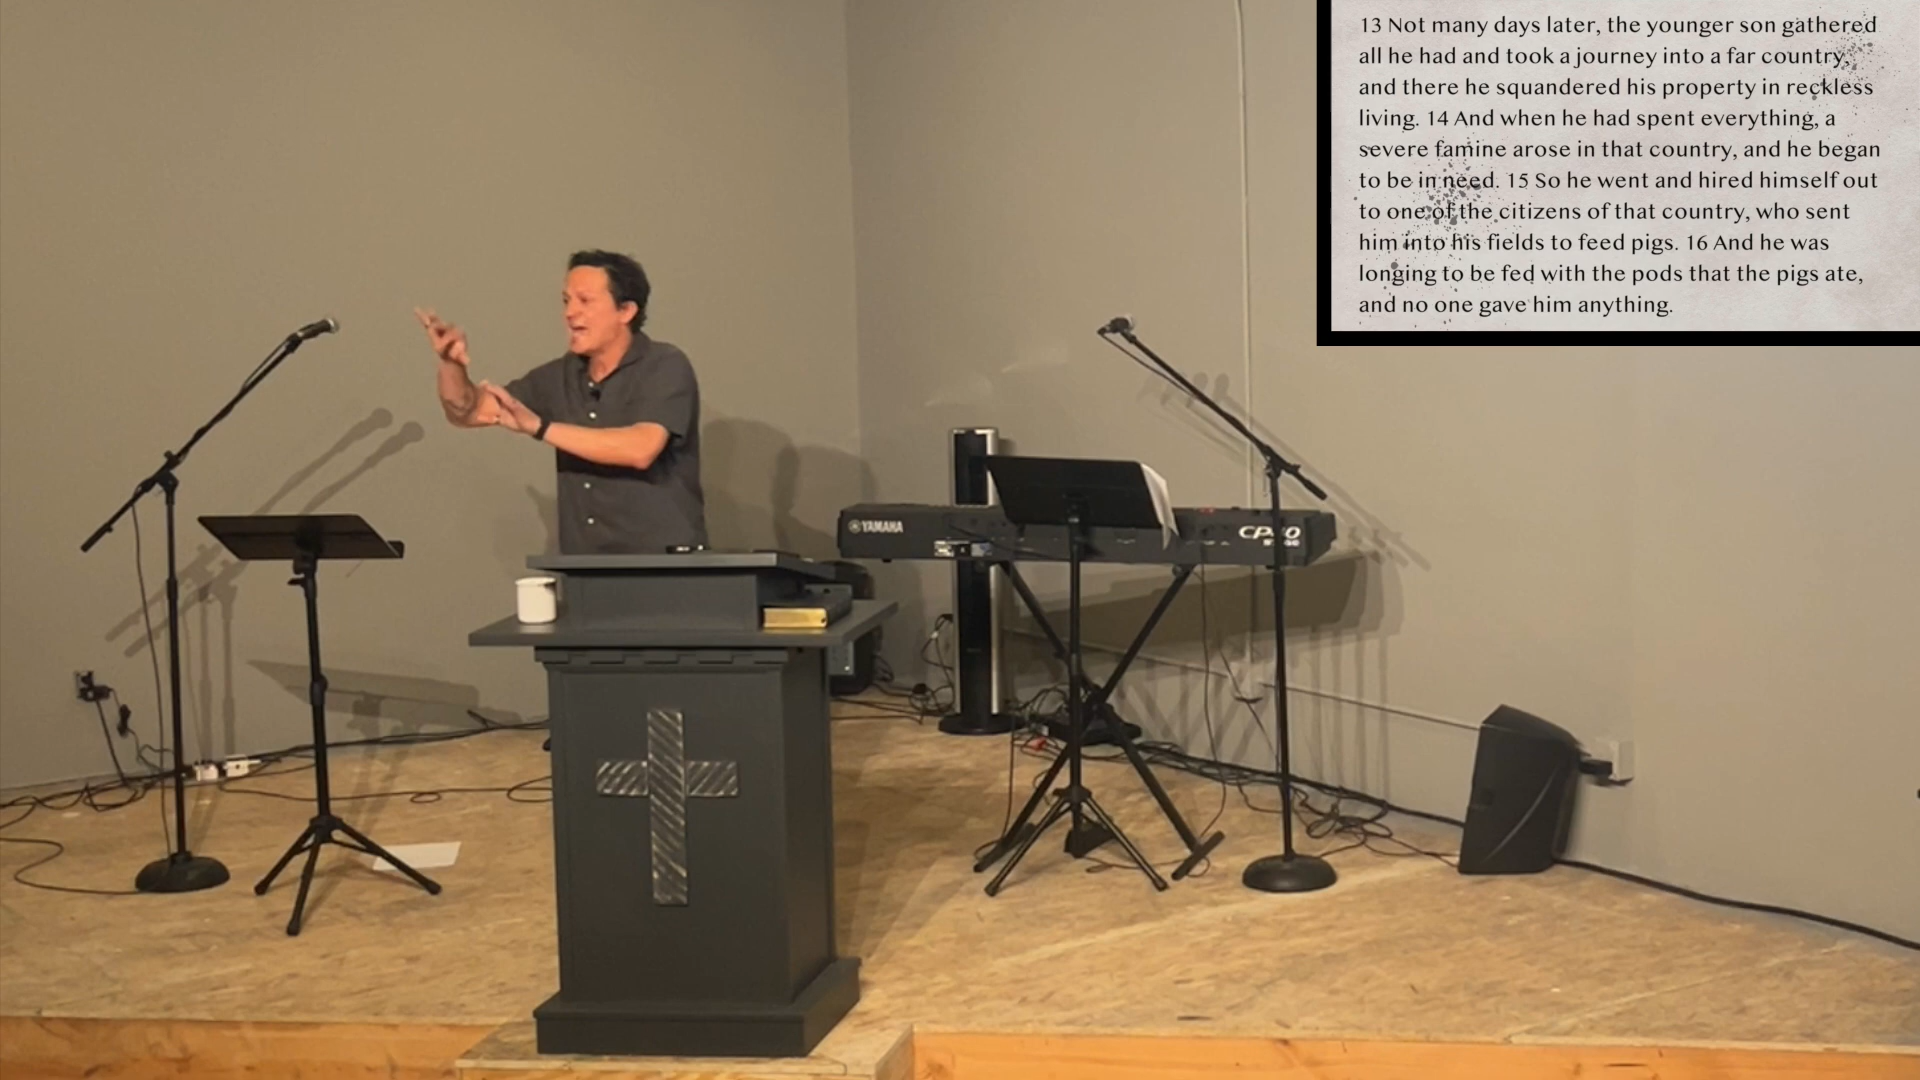 13 Not many days later, the younger son gathered
all he had and took a journey into a far country,
and there he squandered his property in reckless
living. 14 And when he had spent everything, a
severe famine arose in that country, and he began
to be in need. 15 So he went and hired himself out
to one of the citizens of that country, who sent
him into his fields to feed pigs. 16 And he was
longing to be fed with the pods that the pigs ate,
and no one gave him anything.
YAMAHA